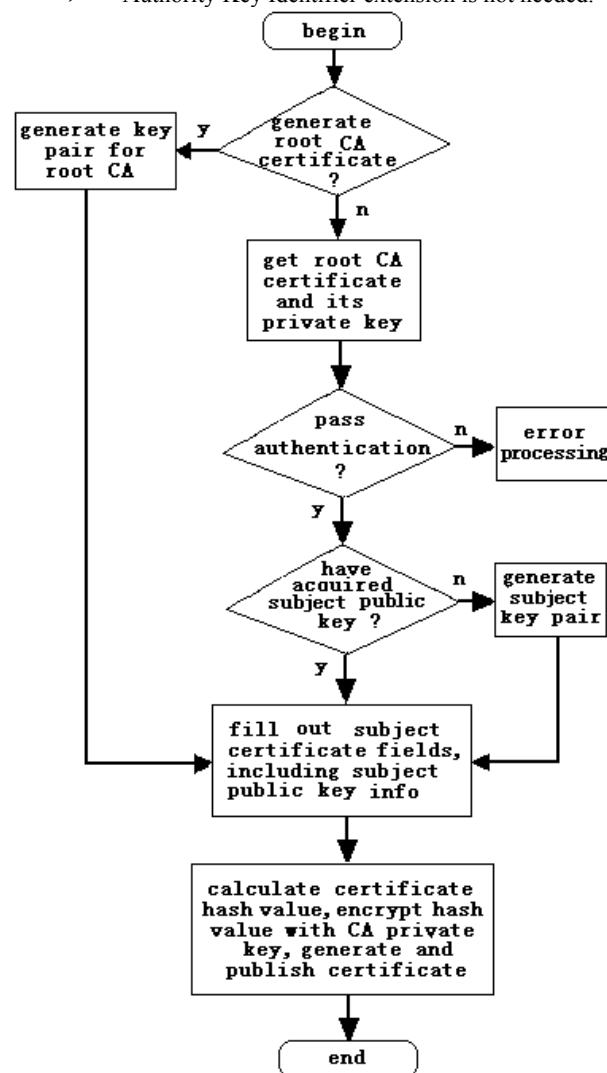 Authority Key Identifier extension is not needed.
begin
generate
root CA
certificate
?
y
generate key
pair for
root CA
n
get root CA
certificate
and its
private key
pass
authentication
?
n
error
processing
y
have
acquired
subject public
key ?
n
generate
subject
key pair
y
fill out subject
certificate fields,
including subject
public key info
calculate certificate
hash value, encrypt hash
value with CA private
key, generate and
publish certificate
end